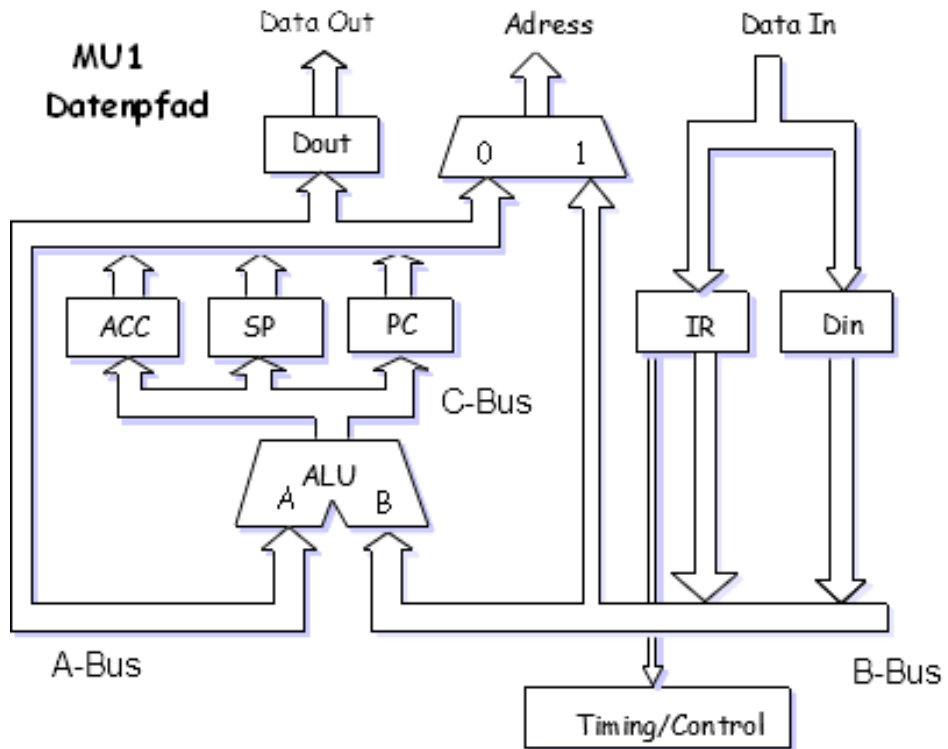 Data Out
Adress
Data In
MU1
Datenpfad
Dout
0
1
ACC
SP
PC
IR
Din
C-Bus
ALU
A
B
A-Bus
B-Bus
Timing/Control